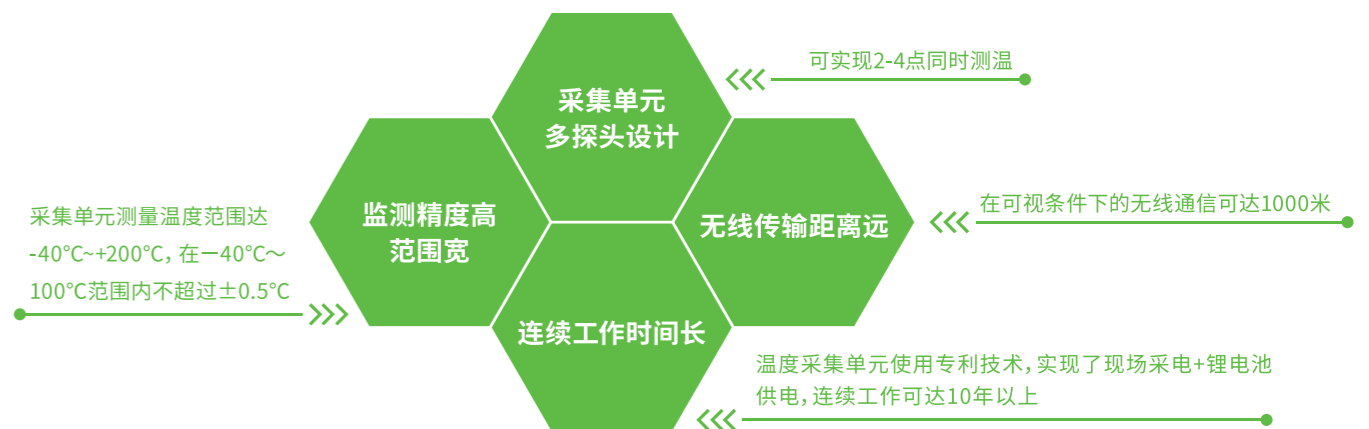 可实现2-4点同时测温
采集单元
多探头设计
采集单元测量温度范围达
-40℃~+200℃，在一40℃～
100℃范围内不超过±0.5℃
监测精度高
范围宽
无线传输距离远
在可视条件下的无线通信可达1000米
连续工作时间长
温度采集单元使用专利技术，实现了现场采电+锂电池
供电，连续工作可达10年以上